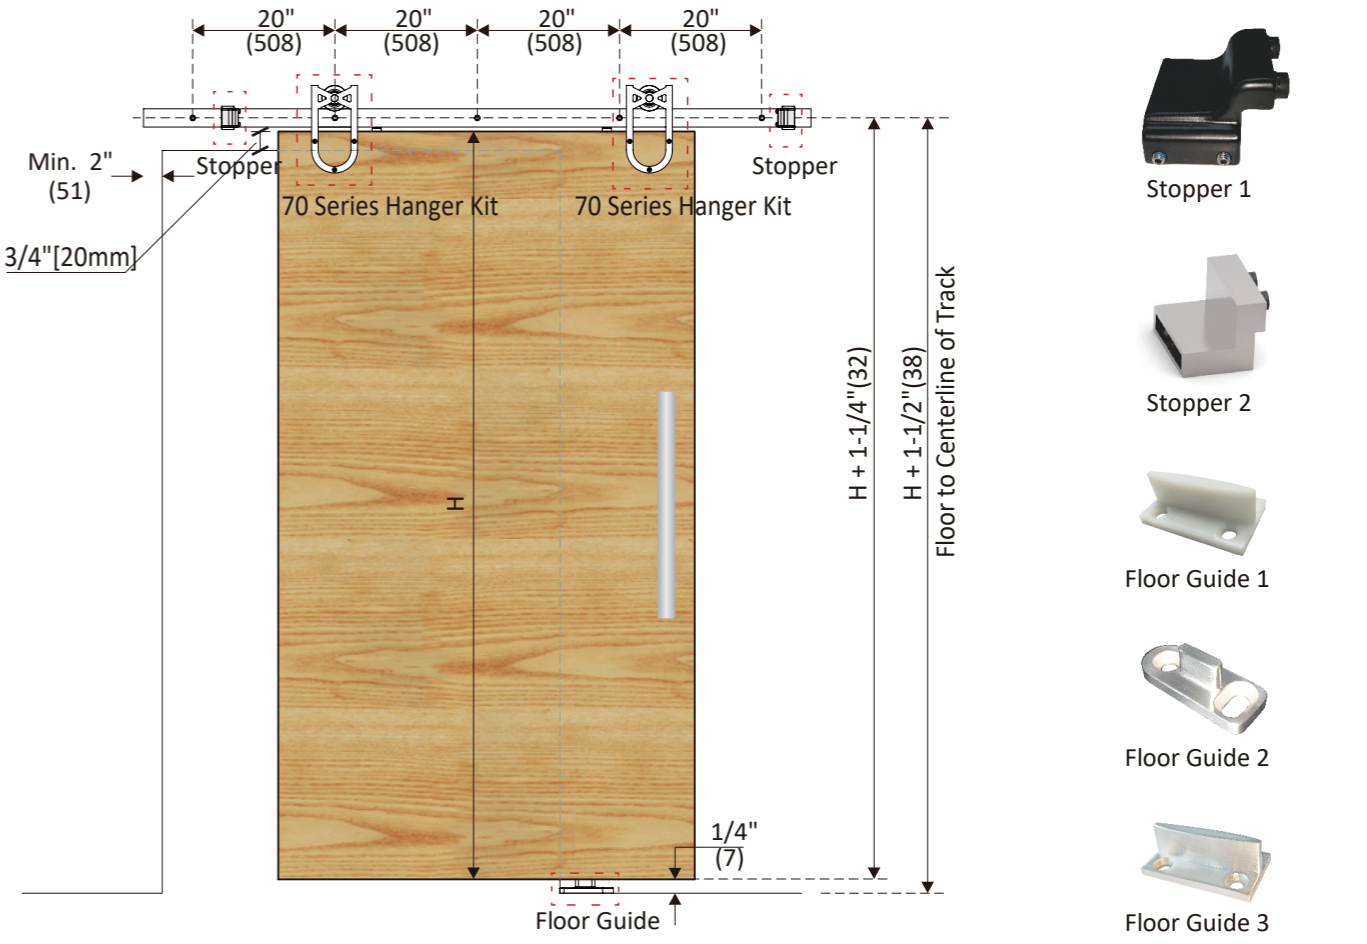 20"
(508)
20"
(508)
20"
(508)
20"
(508)
Min. 2"
(51)
Stopper
Stopper
70 Series Hanger Kit
70 Series Hanger Kit
3/4"[20mm]
H
H + 1-1/4"(32)
H + 1-1/2"(38)
Floor to Centerline of Track
1/4"
(7)
Floor Guide
Stopper 1
Stopper 2
Floor Guide 1
Floor Guide 2
Floor Guide 3